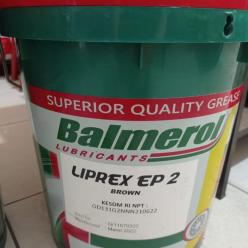 SUPERIOR QUALITY GREASE
Balmerol
LUBRICANTS
LIPREX EP 2
BROWN
KESDM RI NPT :